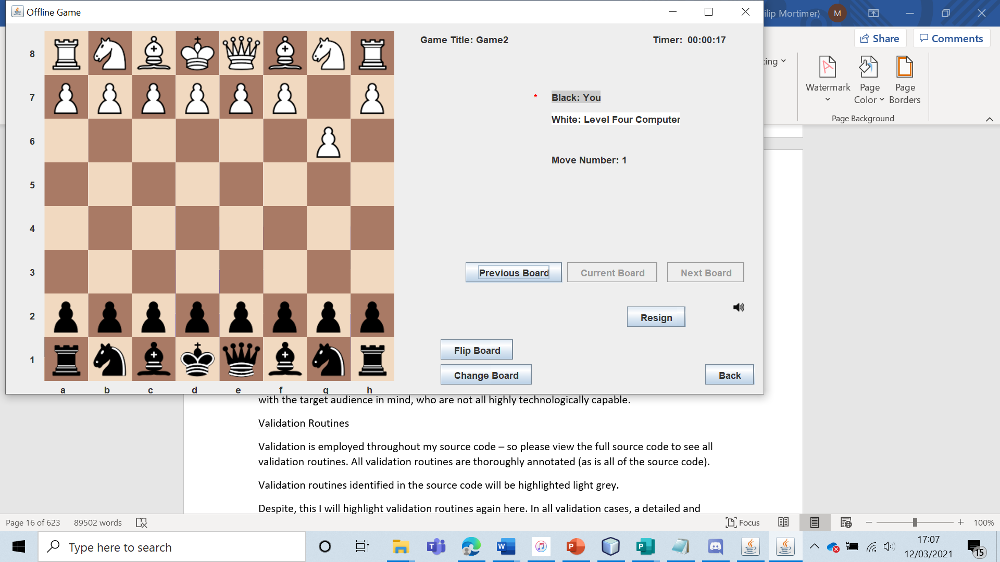 Offline Game
ilip Mortimer)
M
Share
Comments
Game Title: Game2
Timer: 00:00:17
cing
Watermark
Page Color
Page Borders
Page Background
* Black: You
White: Level Four Computer
Move Number: 1
8
7
6
5
4
3
2
1
a b c d e f g h
Previous Board
Current Board
Next Board
Resign
Flip Board
Change Board
Back
with the target audience in mind, who are not all highly technologically capable.
Validation Routines
Validation is employed throughout my source code – so please view the full source code to see all
validation routines. All validation routines are thoroughly annotated (as is all of the source code).
Validation routines identified in the source code will be highlighted light grey.
Despite, this I will highlight validation routines again here. In all validation cases, a detailed and
Page 16 of 623
89502 words
Focus
100%
Type here to search
17:07
12/03/2021
15